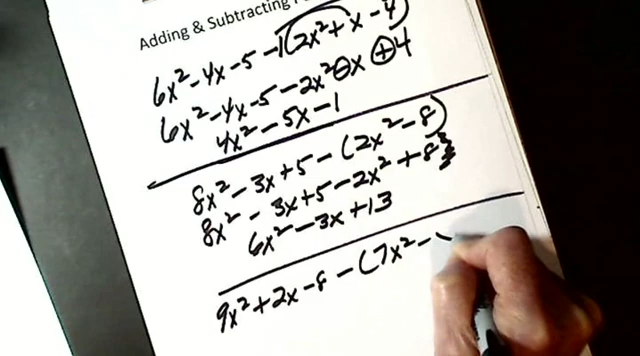 Adding & Subtracting
6x² - 4x - 5 - 1(2x² + x - 4)
6x² - 4x - 5 - 2x² - x + 4
4x² - 5x - 1
8x² - 3x + 5 - (2x² - 8)
8x² - 3x + 5 - 2x² + 8
6x² - 3x + 13
9x² + 2x - 8 - (7x² -